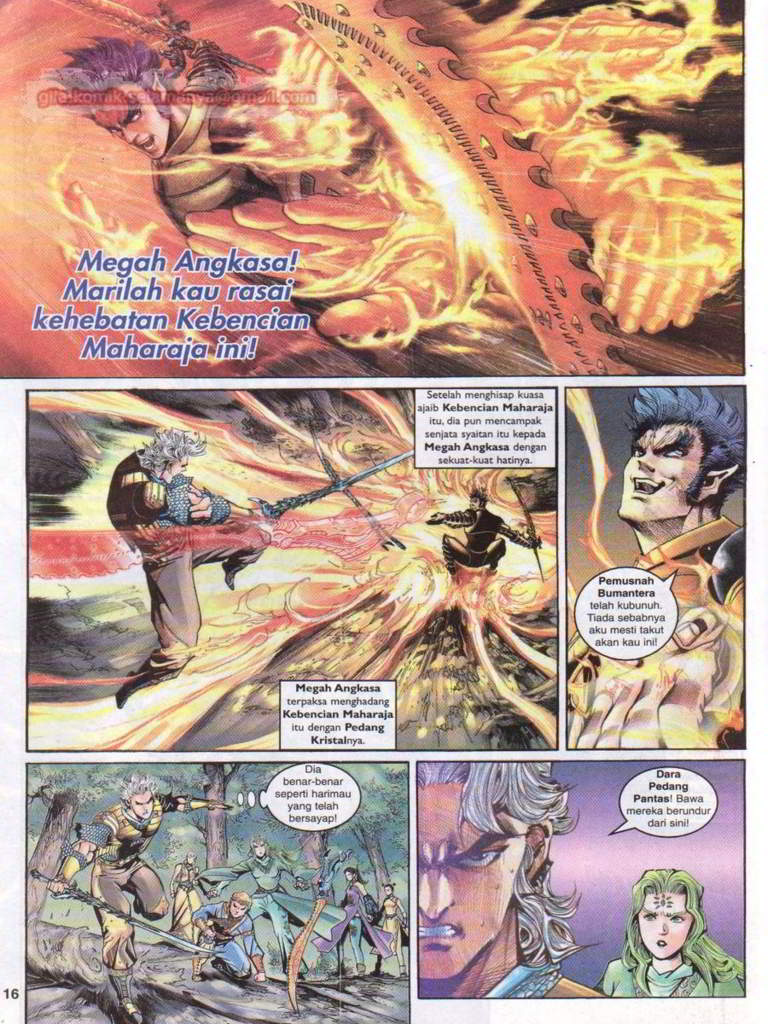 Megah Angkasa!
Marilah kau rasai
kehebatan Kebencian
Maharaja ini!
Setelah menghisap kuasa
ajaib Kebencian Maharaja
itu, dia pun mencampak
senjata syaitan itu kepada
Megah Angkasa dengan
sekuat-kuat hatinya.
Megah Angkasa
terpaksa menghadang
Kebencian Maharaja
itu dengan Pedang
Kristalnya.
Pemusnah
Bumantera
telah kubunuh.
Tiada sebabnya
aku mesti takut
akan kau ini!
Dia
benar-benar
seperti harimau
yang telah
bersayap!
Dara
Pedang
Pantas! Bawa
mereka berundur
dari sini!
16